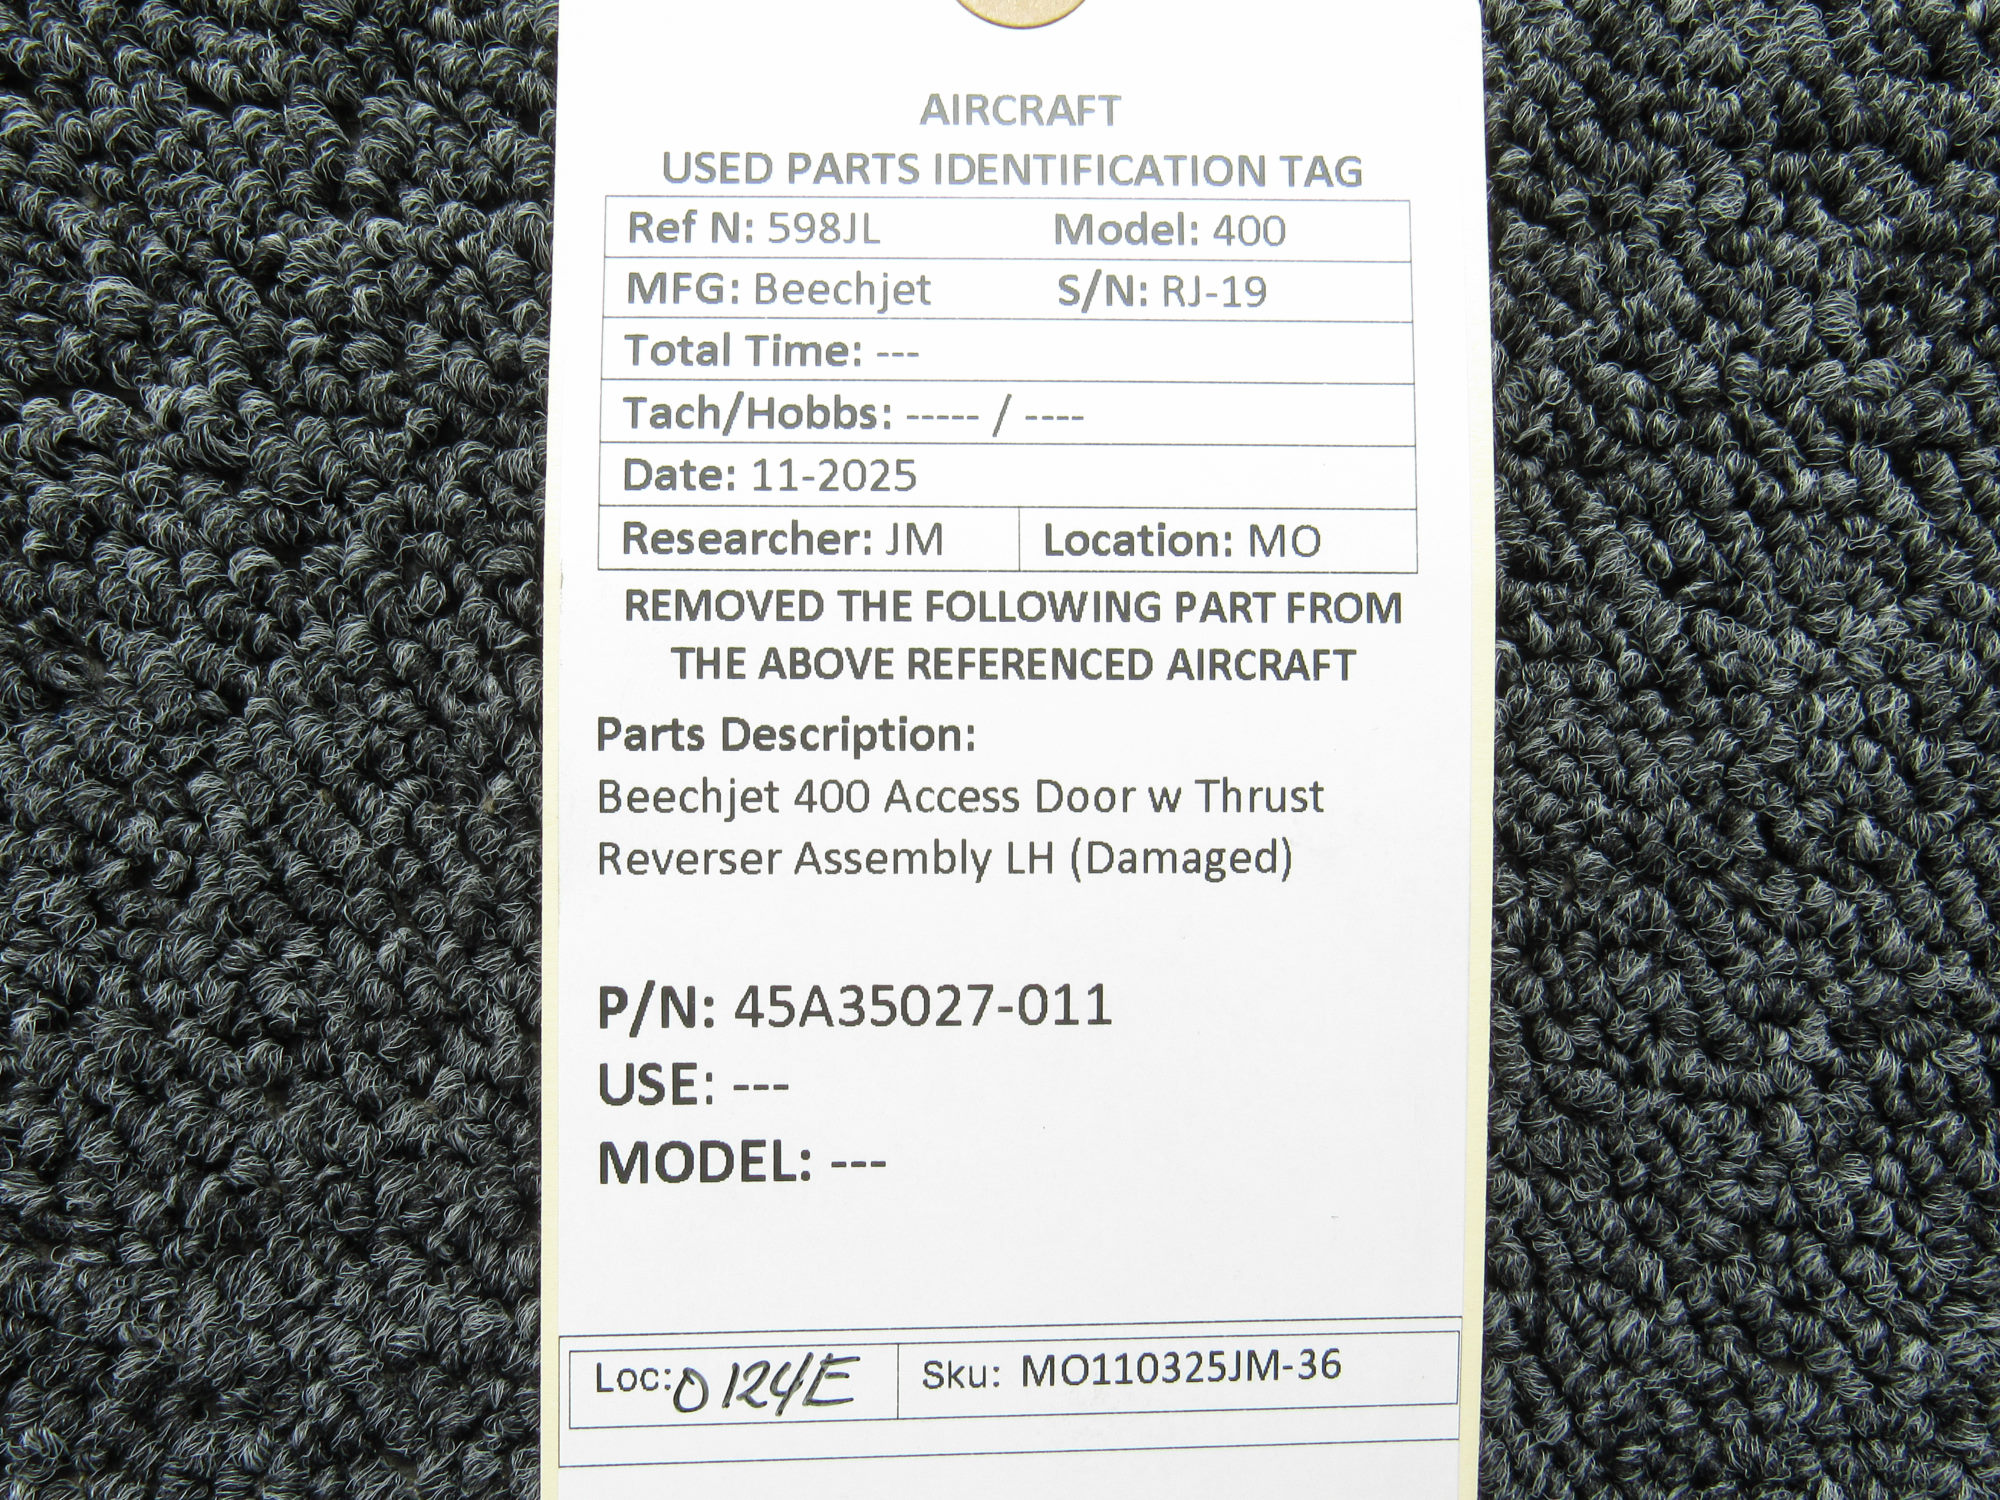 AIRCRAFT
USED PARTS IDENTIFICATION TAG
Ref N: 598JL Model: 400
MFG: Beechjet S/N: RJ-19
Total Time: ---
Tach/Hobbs: ----- / ----
Date: 11-2025
Researcher: JM Location: MO
REMOVED THE FOLLOWING PART FROM
THE ABOVE REFERENCED AIRCRAFT
Parts Description:
Beechjet 400 Access Door w Thrust
Reverser Assembly LH (Damaged)
P/N: 45A35027-011
USE: ---
MODEL: ---
Loc: 0124E Sku: MO110325JM-36